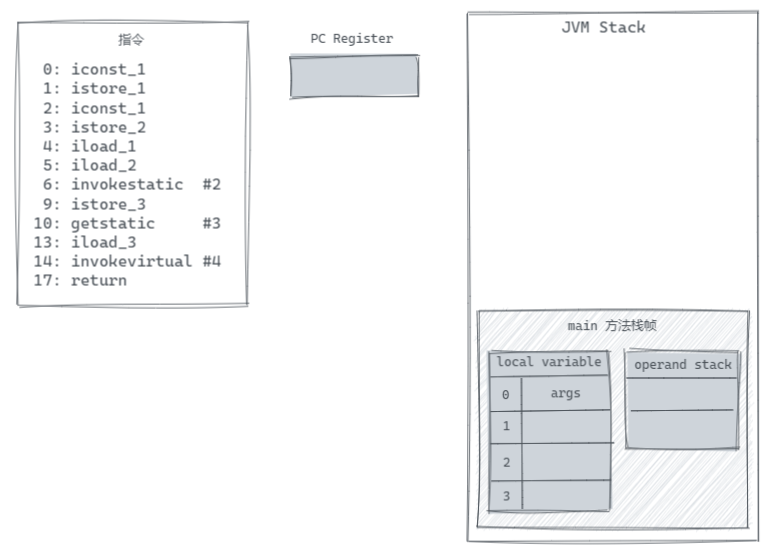 指令
0: iconst_1
1: istore_1
2: iconst_1
3: istore_2
4: iload_1
5: iload_2
6: invokestatic #2
9: istore_3
10: getstatic #3
13: iload_3
14: invokevirtual #4
17: return
PC Register
JVM Stack
main 方法栈帧
local variable
0 args
1
2
3
operand stack